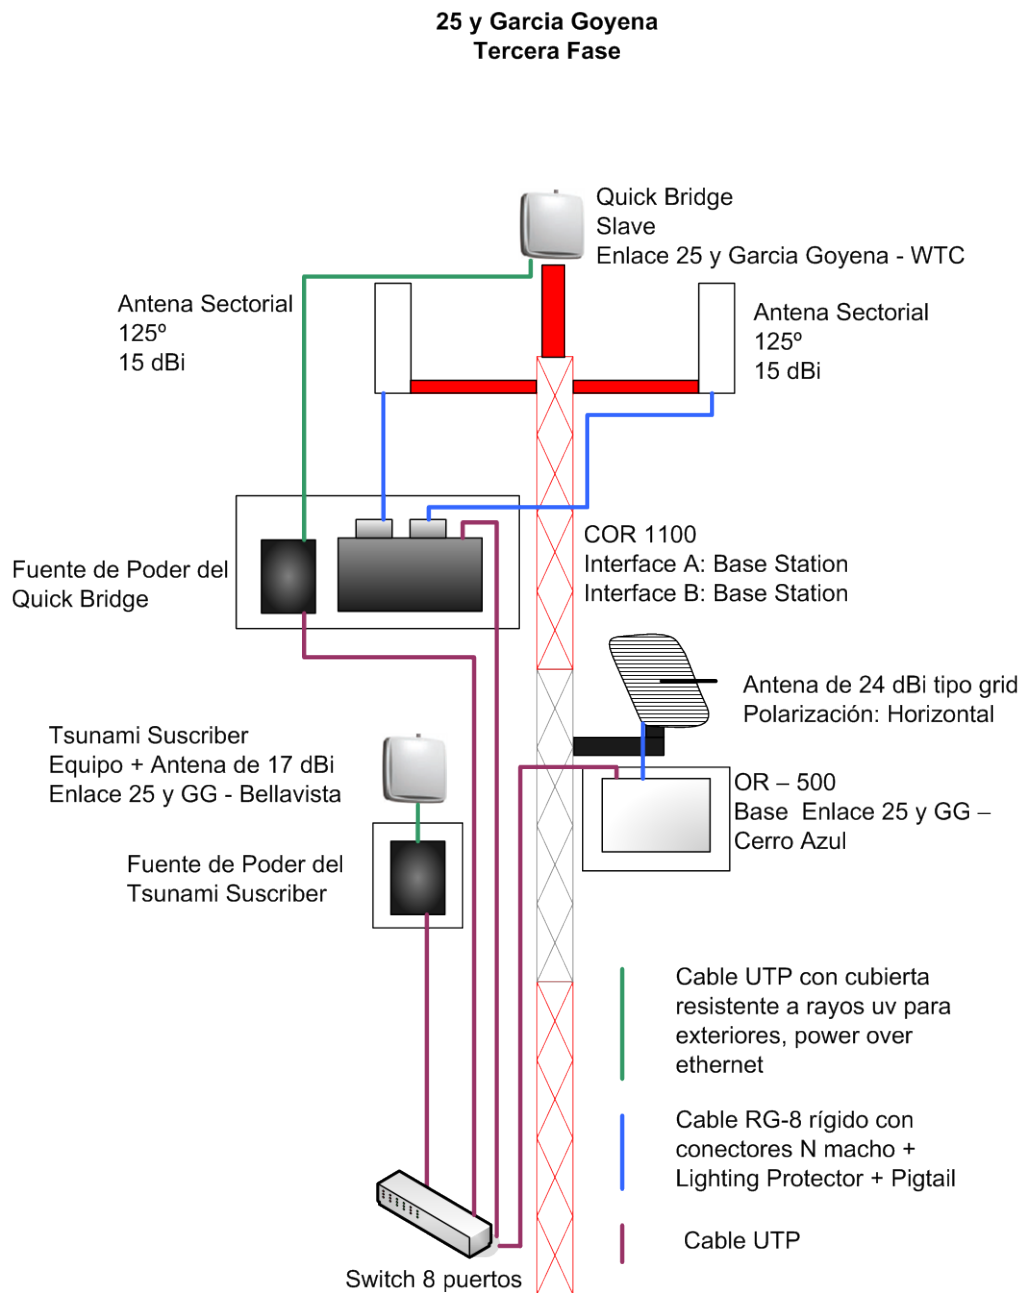 25 y Garcia Goyena
Tercera Fase
Quick Bridge
Slave
Enlace 25 y Garcia Goyena - WTC
Antena Sectorial
125º
15 dBi
Antena Sectorial
125º
15 dBi
COR 1100
Interface A: Base Station
Interface B: Base Station
Fuente de Poder del
Quick Bridge
Antena de 24 dBi tipo grid
Polarización: Horizontal
Tsunami Suscriber
Equipo + Antena de 17 dBi
Enlace 25 y GG - Bellavista
OR – 500
Base  Enlace 25 y GG –
Cerro Azul
Fuente de Poder del
Tsunami Suscriber
Cable UTP con cubierta
resistente a rayos uv para
exteriores, power over
ethernet
Cable RG-8 rígido con
conectores N macho +
Lighting Protector + Pigtail
Cable UTP
Switch 8 puertos